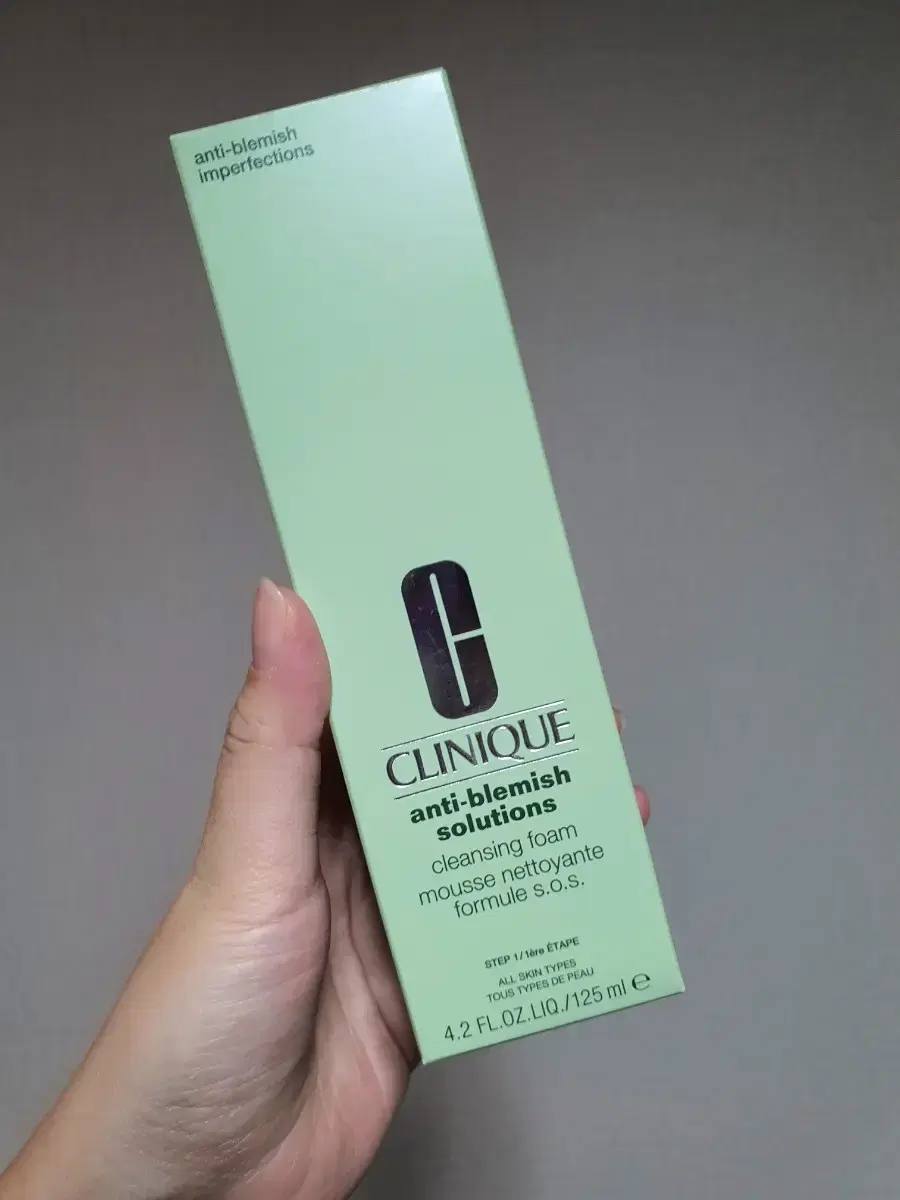 anti-blemish
imperfections
C
CLINIQUE
anti-blemish
solutions
cleansing foam
mousse nettoyante
formule s.o.s.
STEP 1/1ère ÉTAPE
ALL SKIN TYPES
TOUS TYPES DE PEAU
4.2 FL.OZ.LIQ./125 ml ℮